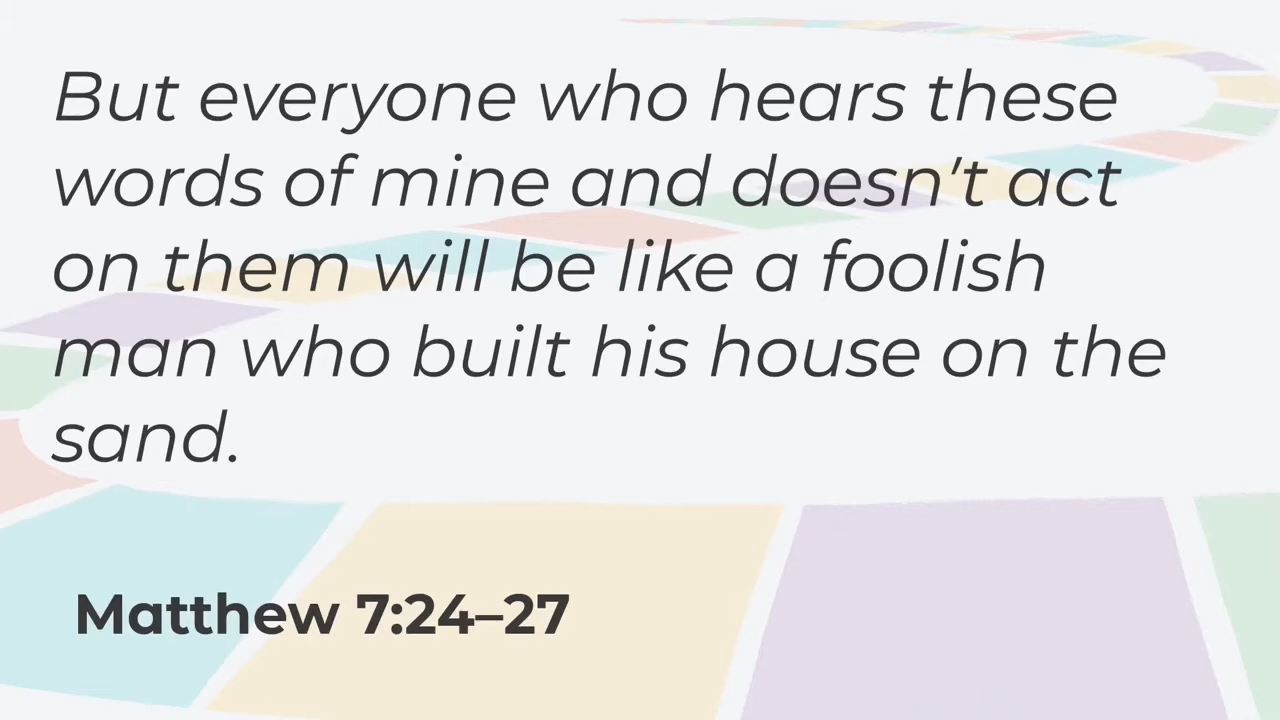 But everyone who hears these
words of mine and doesn't act
on them will be like a foolish
man who built his house on the
sand.
Matthew 7:24–27